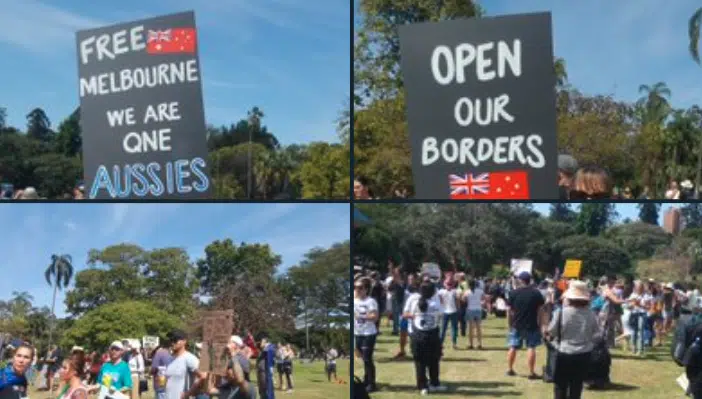 FREE
MELBOURNE
WE ARE
ONE
AUSSIES
OPEN
OUR
BORDERS